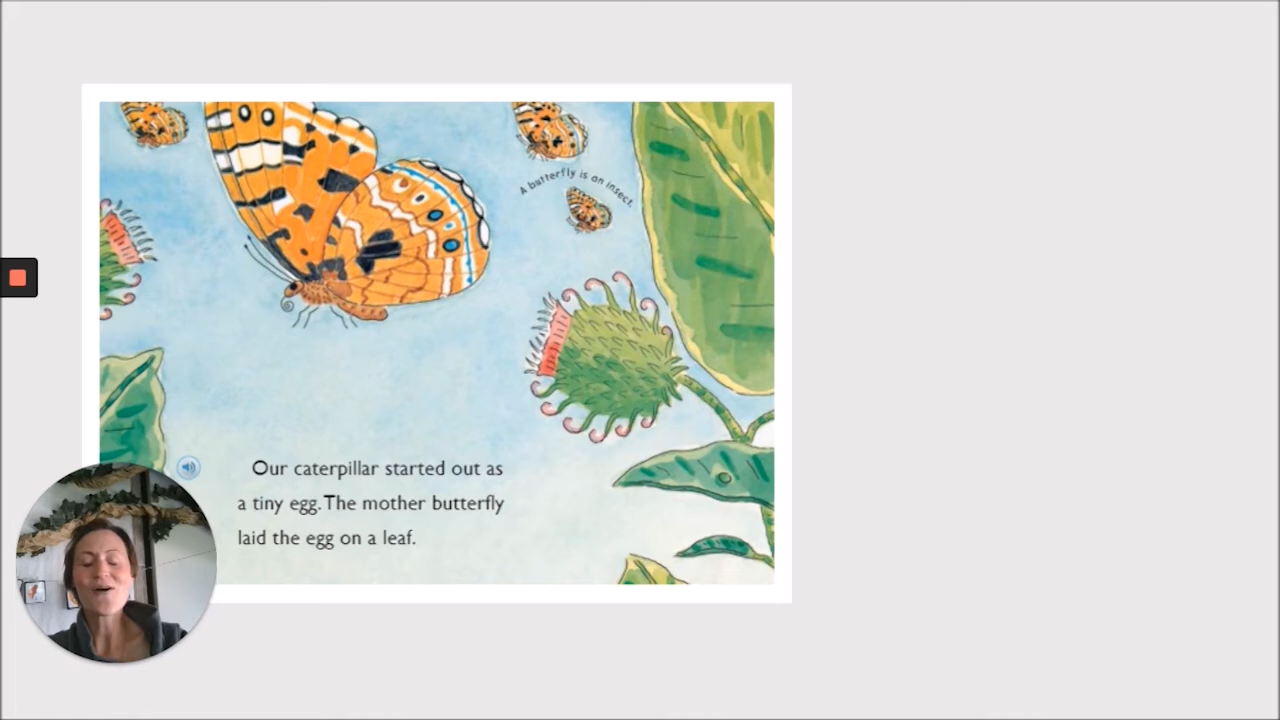 A butterfly is an insect.
Our caterpillar started out as
a tiny egg. The mother butterfly
laid the egg on a leaf.